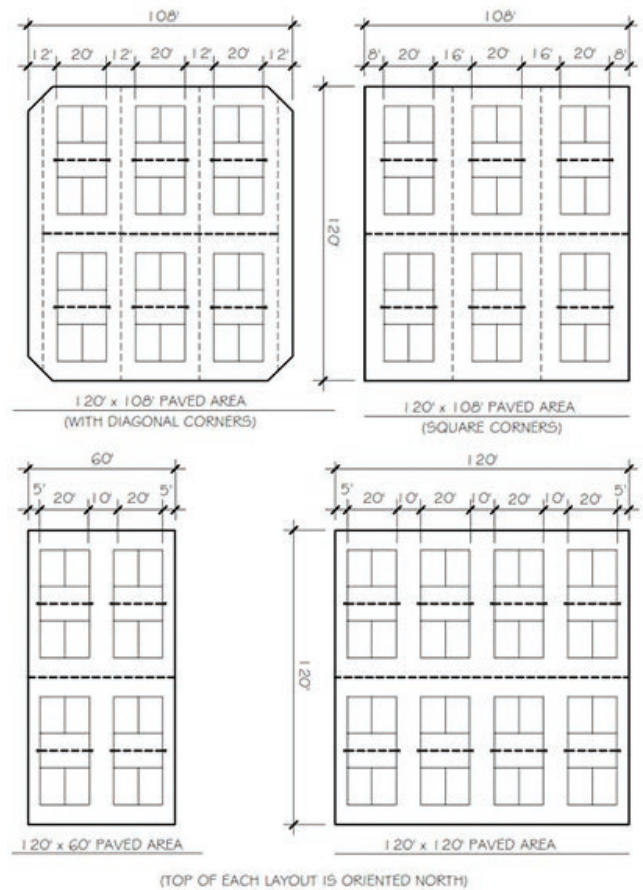 108'
108'
12' 20' 12' 20' 12' 20' 12'
8' 20' 16' 20' 16' 20' 8'
120'
120' x 108' PAVED AREA
(WITH DIAGONAL CORNERS)
120' x 108' PAVED AREA
(SQUARE CORNERS)
60'
120'
5' 20' 10' 20' 5'
5' 20' 10' 20' 10' 20' 10' 20' 5'
120'
120' x 60' PAVED AREA
120' x 120' PAVED AREA
(TOP OF EACH LAYOUT IS ORIENTED NORTH)